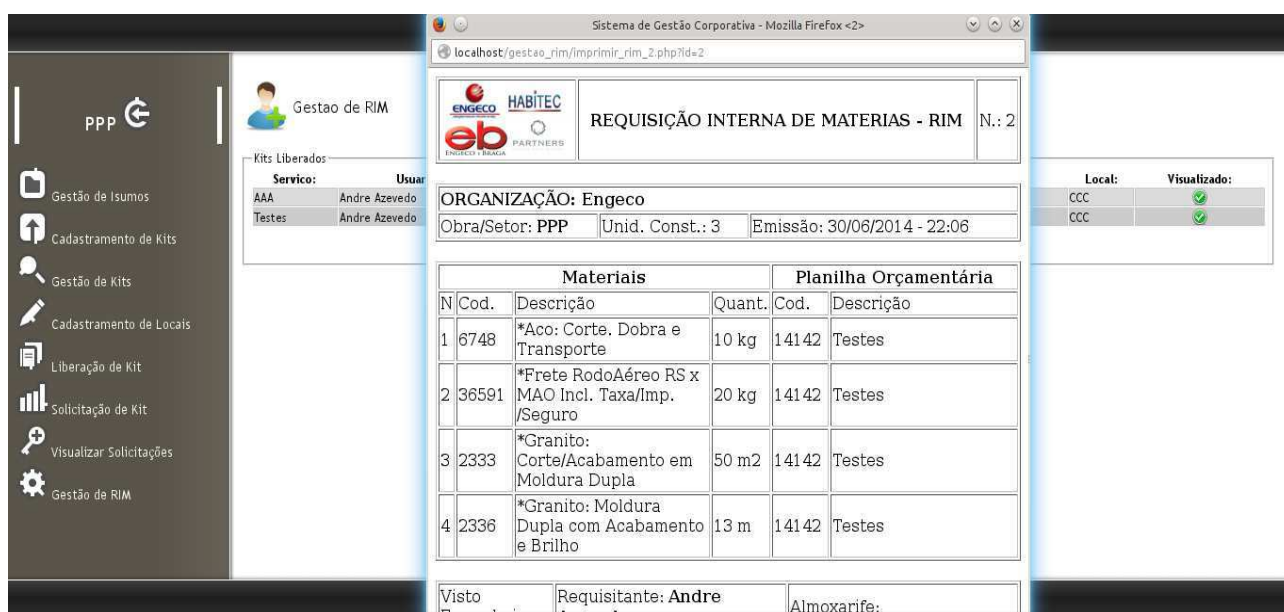 Sistema de Gestão Corporativa - Mozilla Firefox <2>
localhost/gestao_rim/imprimir_rim_2.php?id=2
PPP
Gestão de Isumos
Cadastramento de Kits
Gestão de Kits
Cadastramento de Locais
Liberação de Kit
Solicitação de Kit
Visualizar Solicitações
Gestão de RIM
Gestao de RIM
Kits Liberados
Servico: Usuar Local: Visualizado:
AAA Andre Azevedo CCC
Testes Andre Azevedo CCC
ENGECO HABITEC
eb PARTNERS
ENGECO + BRAGA
REQUISIÇÃO INTERNA DE MATERIAS - RIM N.: 2
ORGANIZAÇÃO: Engeco
Obra/Setor: PPP Unid. Const.: 3 Emissão: 30/06/2014 - 22:06
Materiais Planilha Orçamentária
N Cod. Descrição Quant. Cod. Descrição
1 6748 *Aco: Corte. Dobra e Transporte 10 kg 14142 Testes
2 36591 *Frete RodoAéreo RS x MAO Incl. Taxa/Imp. /Seguro 20 kg 14142 Testes
3 2333 *Granito: Corte/Acabamento em Moldura Dupla 50 m2 14142 Testes
4 2336 *Granito: Moldura Dupla com Acabamento e Brilho 13 m 14142 Testes
Visto Requisitante: Andre Almoxarife: